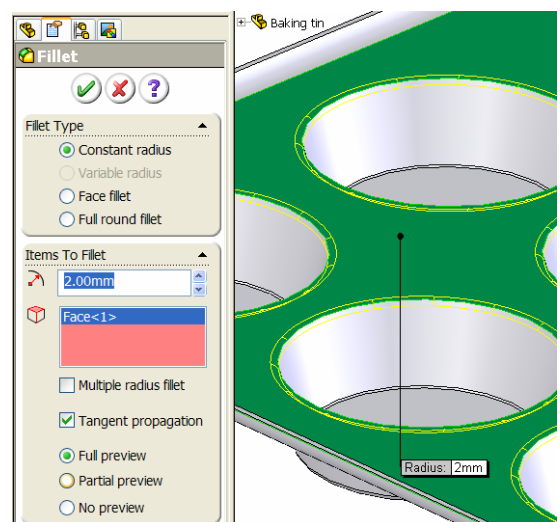 Baking tin
Fillet
?
Fillet Type
Constant radius
Variable radius
Face fillet
Full round fillet
Items To Fillet
2.00mm
Face<1>
Multiple radius fillet
Tangent propagation
Full preview
Partial preview
No preview
Radius: 2mm